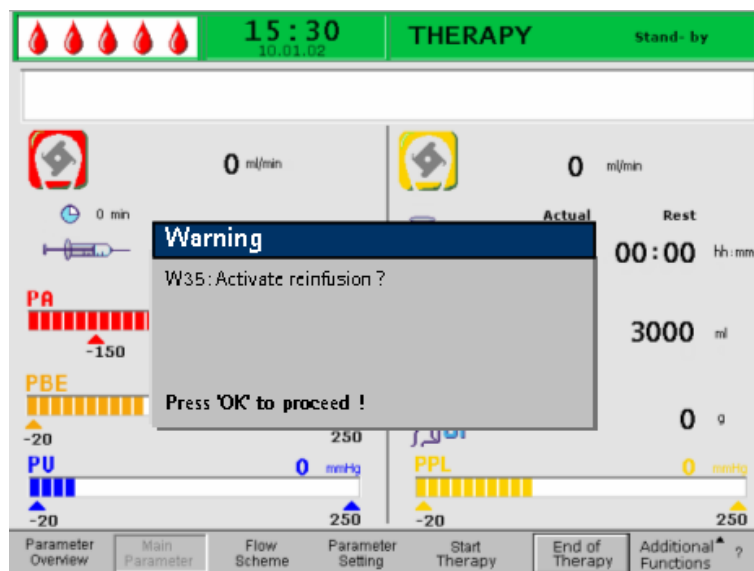 15:30
10.01.02
THERAPY
Stand- by
0 ml/min
0 ml/min
0 min
Actual Rest
00:00 hh:mm
Warning
W35: Activate reinfusion ?
Press 'OK' to proceed !
PA
-150
3000 ml
PBE
-20 250
0 g
PV 0 mmHg
-20 250
PPL 0 mmHg
-20 250
Parameter Overview
Main Parameter
Flow Scheme
Parameter Setting
Start Therapy
End of Therapy
Additional Functions
?